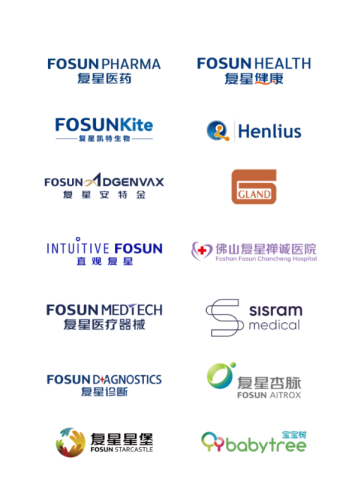 FOSUN PHARMA
复星医药
FOSUN HEALTH
复星健康
FOSUNKite
复星凯特生物
Henlius
FOSUN ADGENVAX
复星安特金
GLAND
INTUITIVE FOSUN
直观复星
佛山复星禅诚医院
Foshan Fosun Chancheng Hospital
FOSUN MEDTECH
复星医疗器械
sısram
medical
FOSUN DIAGNOSTICS
复星诊断
复星杏脉
FOSUN AITROX
复星星堡
FOSUN STARCASTLE
宝宝树
babytree